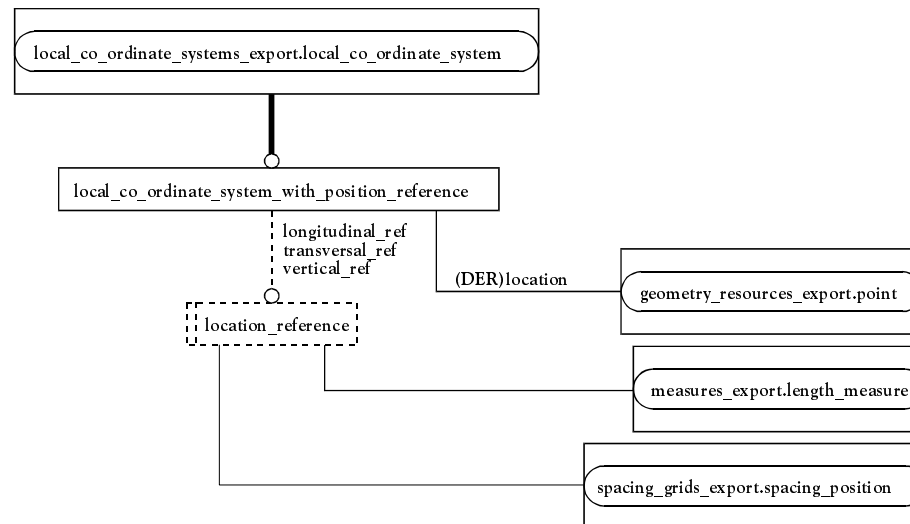 local_co_ordinate_systems_export.local_co_ordinate_system
local_co_ordinate_system_with_position_reference
longitudinal_ref
transversal_ref
vertical_ref
(DER)location
geometry_resources_export.point
location_reference
measures_export.length_measure
spacing_grids_export.spacing_position